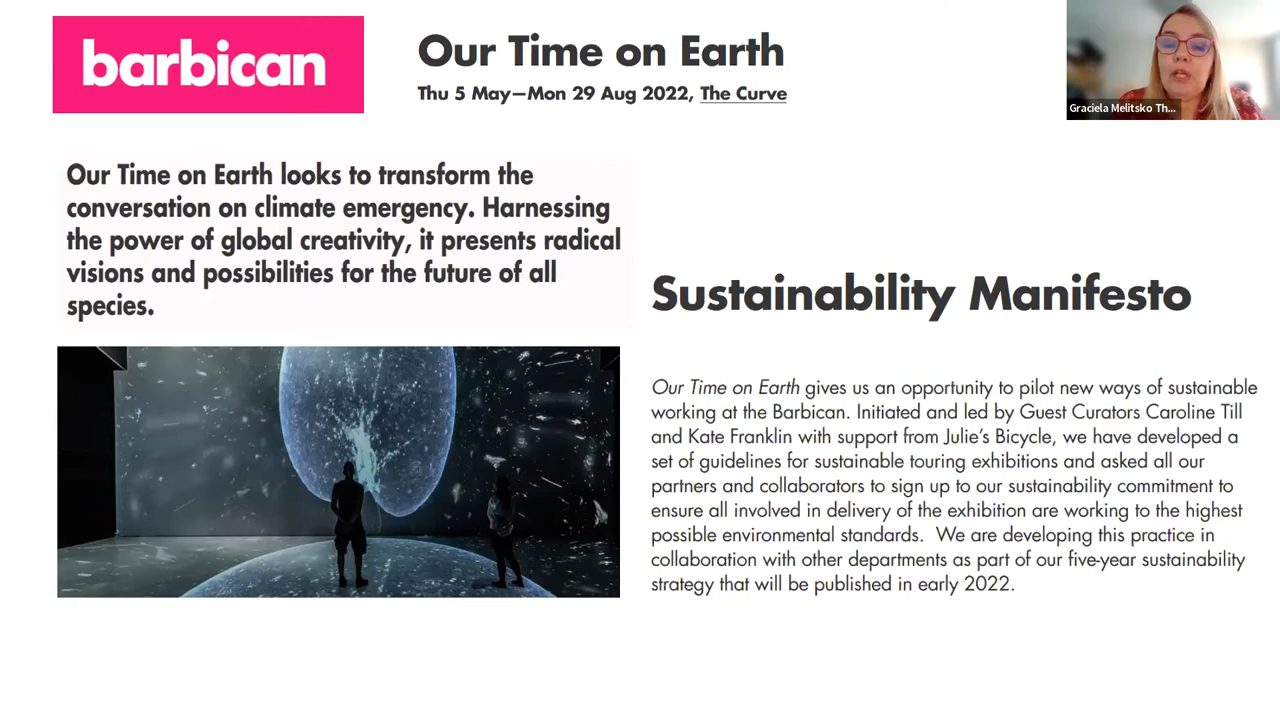 barbican
Our Time on Earth
Thu 5 May—Mon 29 Aug 2022, The Curve
Graciela Melitsko Th...
Our Time on Earth looks to transform the
conversation on climate emergency. Harnessing
the power of global creativity, it presents radical
visions and possibilities for the future of all
species.
Sustainability Manifesto
Our Time on Earth gives us an opportunity to pilot new ways of sustainable
working at the Barbican. Initiated and led by Guest Curators Caroline Till
and Kate Franklin with support from Julie’s Bicycle, we have developed a
set of guidelines for sustainable touring exhibitions and asked all our
partners and collaborators to sign up to our sustainability commitment to
ensure all involved in delivery of the exhibition are working to the highest
possible environmental standards.  We are developing this practice in
collaboration with other departments as part of our five-year sustainability
strategy that will be published in early 2022.